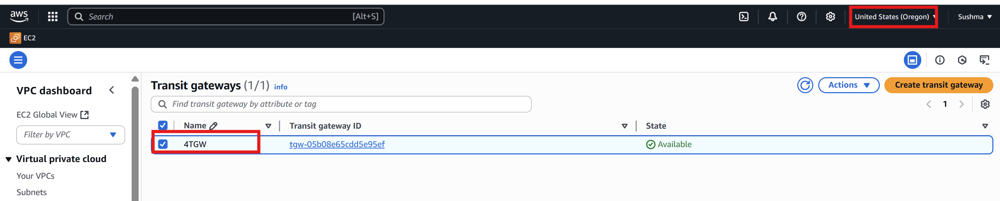 aws
Search [Alt+S] United States (Oregon) Sushma
EC2
VPC dashboard
EC2 Global View
Filter by VPC
Virtual private cloud
Your VPCs
Subnets
Transit gateways (1/1) info
Actions
Create transit gateway
Find transit gateway by attribute or tag
1
Name Transit gateway ID State
4TGW tgw-05b08e65cdd5e95ef Available